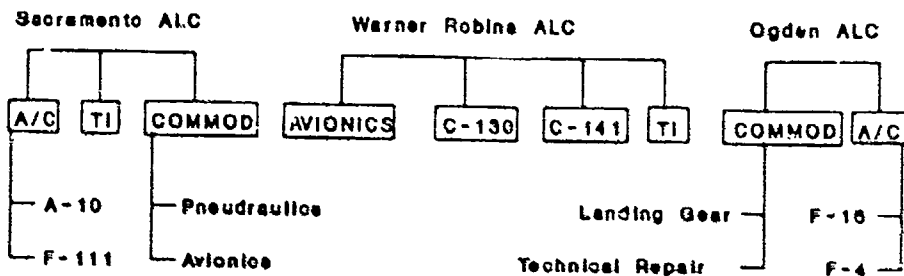 Sacramento ALC
Warner Robins ALC
Ogden ALC
A/C
TI
COMMOD
AVIONICS
C-130
C-141
TI
COMMOD
A/C
A-10
Pneudraulics
Landing Gear
F-16
F-111
Avionics
Technical Repair
F-4